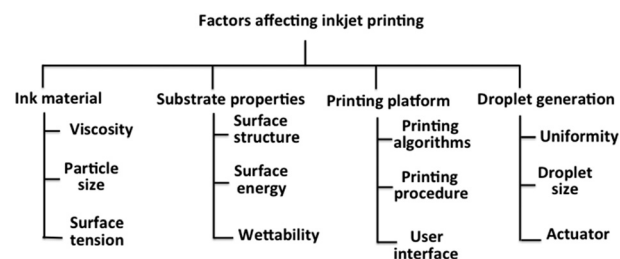 Factors affecting inkjet printing
Ink material
Viscosity
Particle
size
Surface
tension
Substrate properties
Surface
structure
Surface
energy
Wettability
Printing platform
Printing
algorithms
Printing
procedure
User
interface
Droplet generation
Uniformity
Droplet
size
Actuator